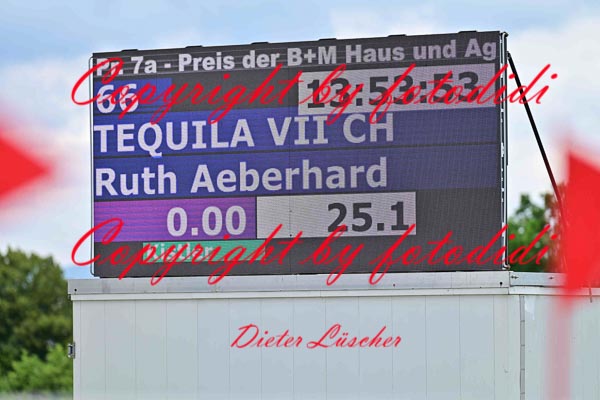 Pr. 7a - Preis der B+M Haus und Ag
66 13:53:13
TEQUILA VII CH
Ruth Aeberhard
0.00 25.1
Copyright by fotodidi
Copyright by fotodidi
Dieter Lüscher